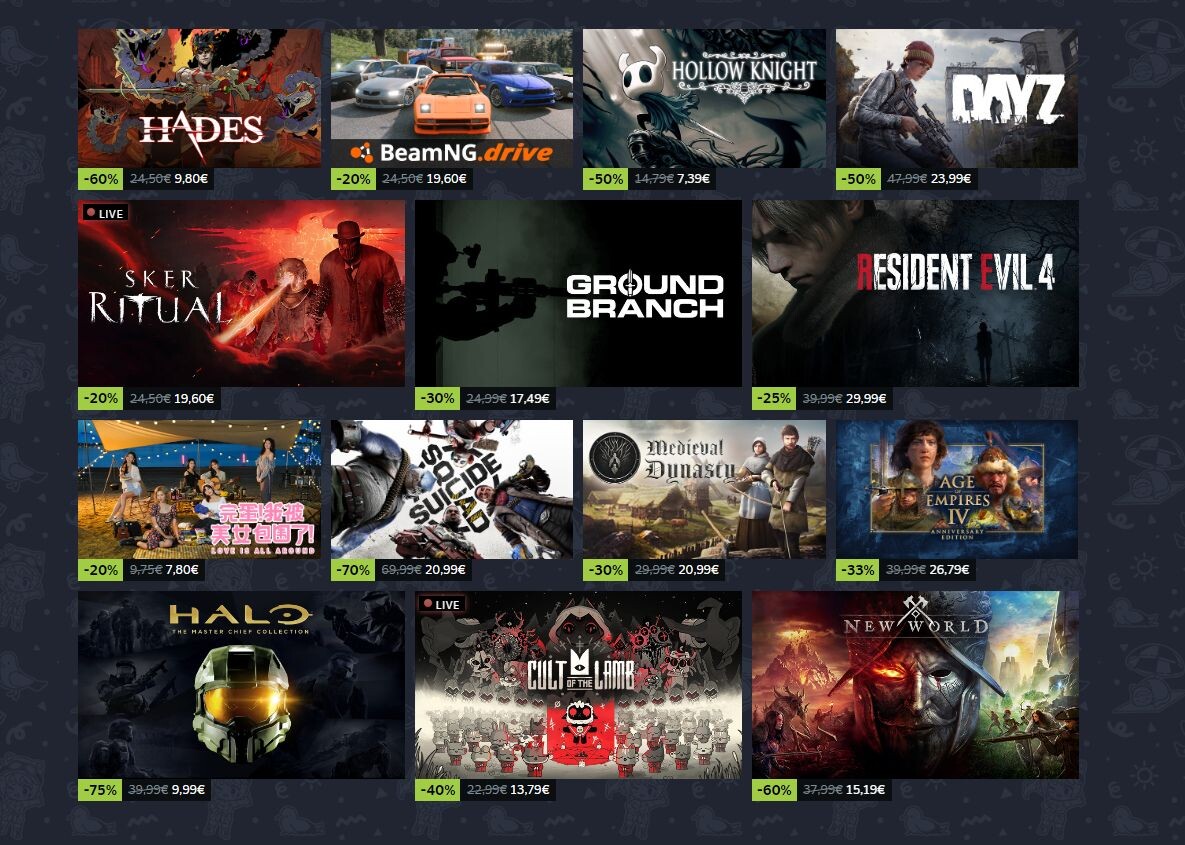 HADES
BeamNG.drive
HOLLOW KNIGHT
DAYZ
-60% 24,50€ 9,80€
-20% 24,50€ 19,60€
-50% 14,79€ 7,39€
-50% 47,99€ 23,99€
LIVE
SKER
RITUAL
GROUND
BRANCH
RESIDENT EVIL 4
-20% 24,50€ 19,60€
-30% 24,99€ 17,49€
-25% 39,99€ 29,99€
完蛋!我被
美女包围了!
LOVE IS ALL AROUND
SUICIDE
SQUAD
Medieval
Dynasty
AGE
OF
EMPIRES
IV
ANNIVERSARY
EDITION
-20% 9,75€ 7,80€
-70% 69,99€ 20,99€
-30% 29,99€ 20,99€
-33% 39,99€ 26,79€
HALO
THE MASTER CHIEF COLLECTION
LIVE
CULT OF THE LAMB
NEW WORLD
-75% 39,99€ 9,99€
-40% 22,99€ 13,79€
-60% 37,99€ 15,19€